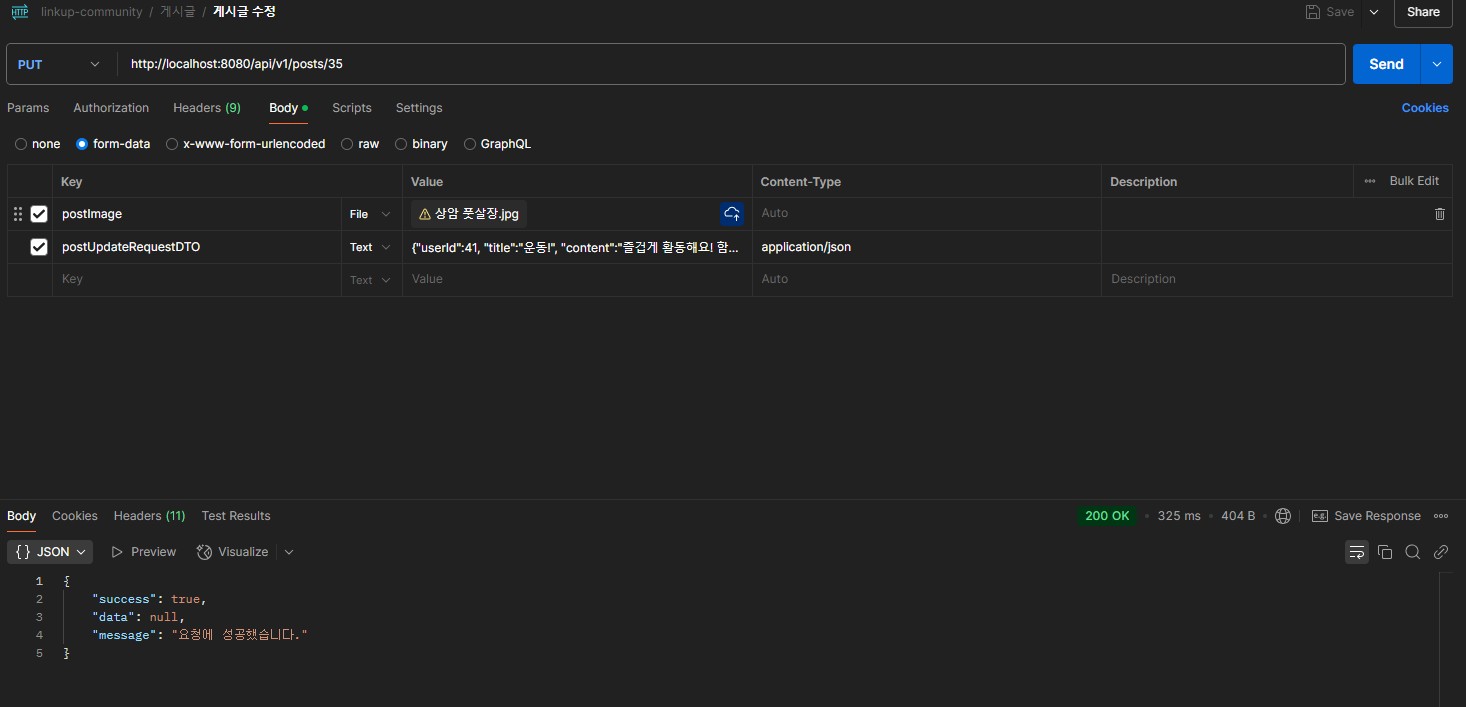 HTTP linkup-community / 게시글 / 게시글 수정 Save Share
PUT http://localhost:8080/api/v1/posts/35 Send
Params Authorization Headers (9) Body Scripts Settings Cookies
none form-data x-www-form-urlencoded raw binary GraphQL
Key Value Content-Type Description ••• Bulk Edit
postImage File 상암 풋살장.jpg Auto
postUpdateRequestDTO Text {"userId":41, "title":"운동!", "content":"즐겁게 활동해요! 함... application/json
Key Text Value Auto Description
Body Cookies Headers (11) Test Results 200 OK • 325 ms • 404 B • e.g. Save Response
{} JSON Preview Visualize
1 {
2 "success": true,
3 "data": null,
4 "message": "요청에 성공했습니다."
5 }